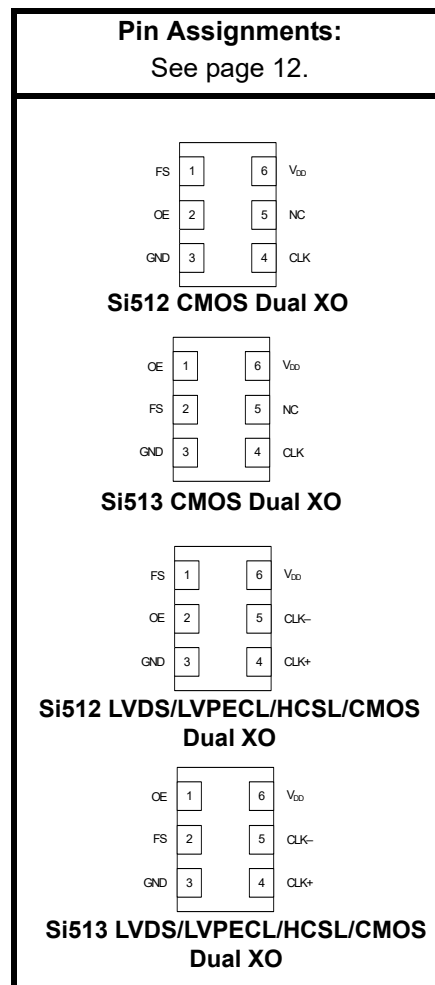 Pin Assignments:
See page 12.
FS 1 6 VDD
OE 2 5 NC
GND 3 4 CLK
Si512 CMOS Dual XO
OE 1 6 VDD
FS 2 5 NC
GND 3 4 CLK
Si513 CMOS Dual XO
FS 1 6 VDD
OE 2 5 CLK–
GND 3 4 CLK+
Si512 LVDS/LVPECL/HCSL/CMOS
Dual XO
OE 1 6 VDD
FS 2 5 CLK–
GND 3 4 CLK+
Si513 LVDS/LVPECL/HCSL/CMOS
Dual XO